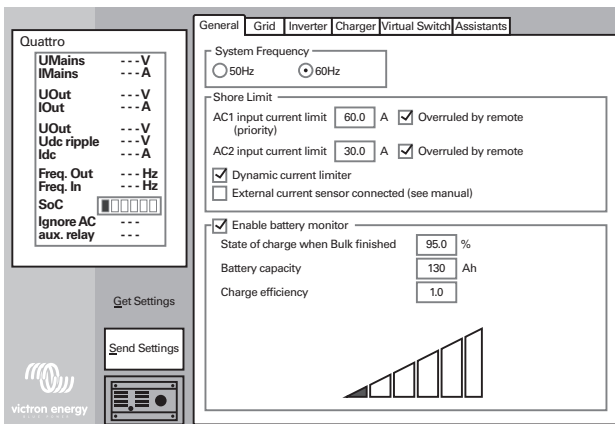 General Grid Inverter Charger Virtual Switch Assistants
Quattro
UMains ---V
IMains ---A
UOut ---V
IOut ---A
UOut ---V
Udc ripple ---V
Idc ---A
Freq. Out --- Hz
Freq. In --- Hz
SoC
Ignore AC ---
aux. relay ---
Get Settings
Send Settings
victron energy
System Frequency
50Hz 60Hz
Shore Limit
AC1 input current limit 60.0 A Overruled by remote
(priority)
AC2 input current limit 30.0 A Overruled by remote
Dynamic current limiter
External current sensor connected (see manual)
Enable battery monitor
State of charge when Bulk finished 95.0 %
Battery capacity 130 Ah
Charge efficiency 1.0